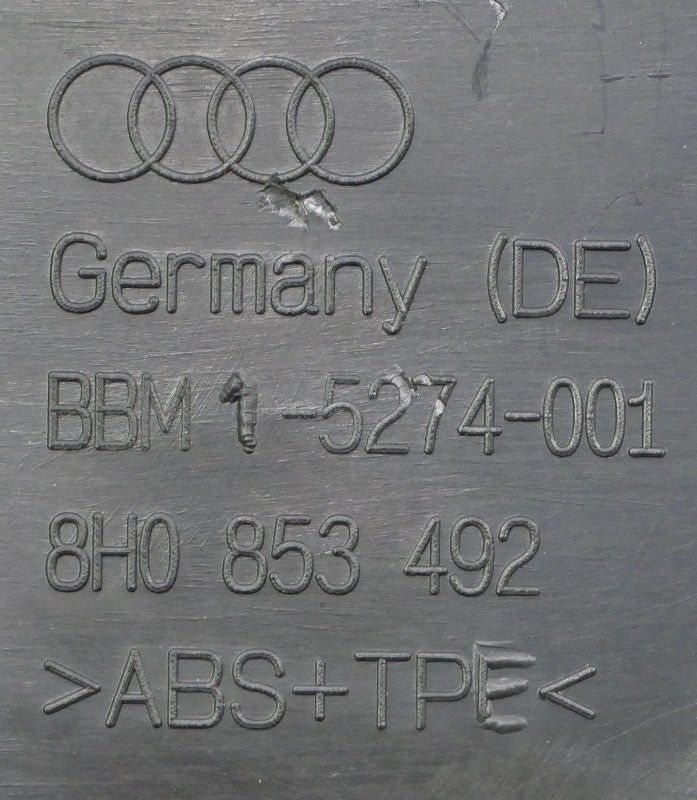 Germany (DE)
BBM 1-5274-001
8H0 853 492
>ABS+TPE<